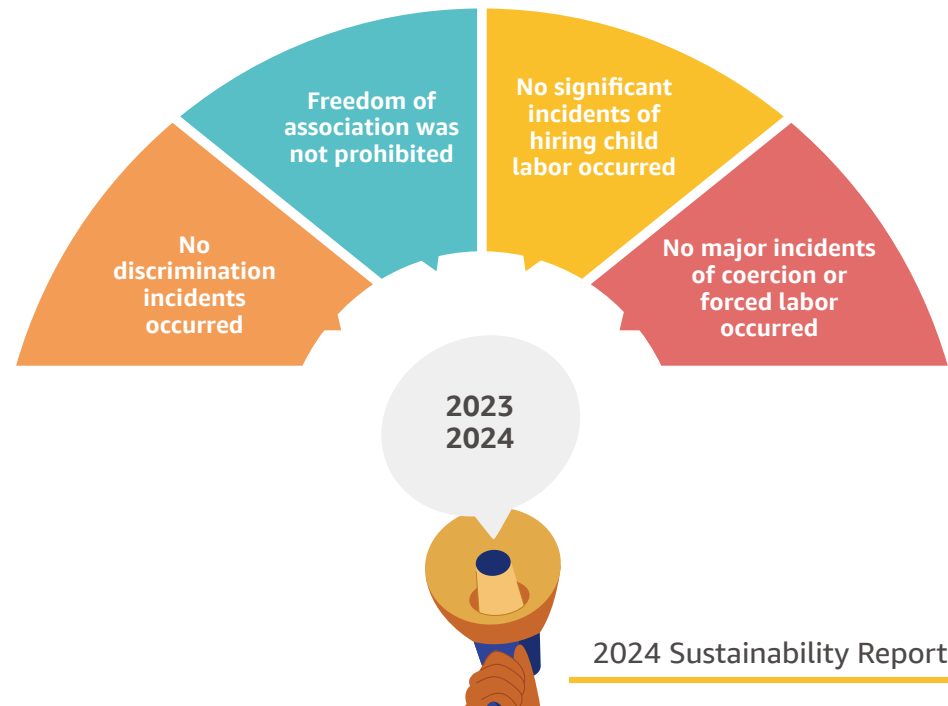 No
discrimination
incidents
occurred
Freedom of
association was
not prohibited
No significant
incidents of
hiring child
labor occurred
No major incidents
of coercion or
forced labor
occurred
2023
2024
2024 Sustainability Report